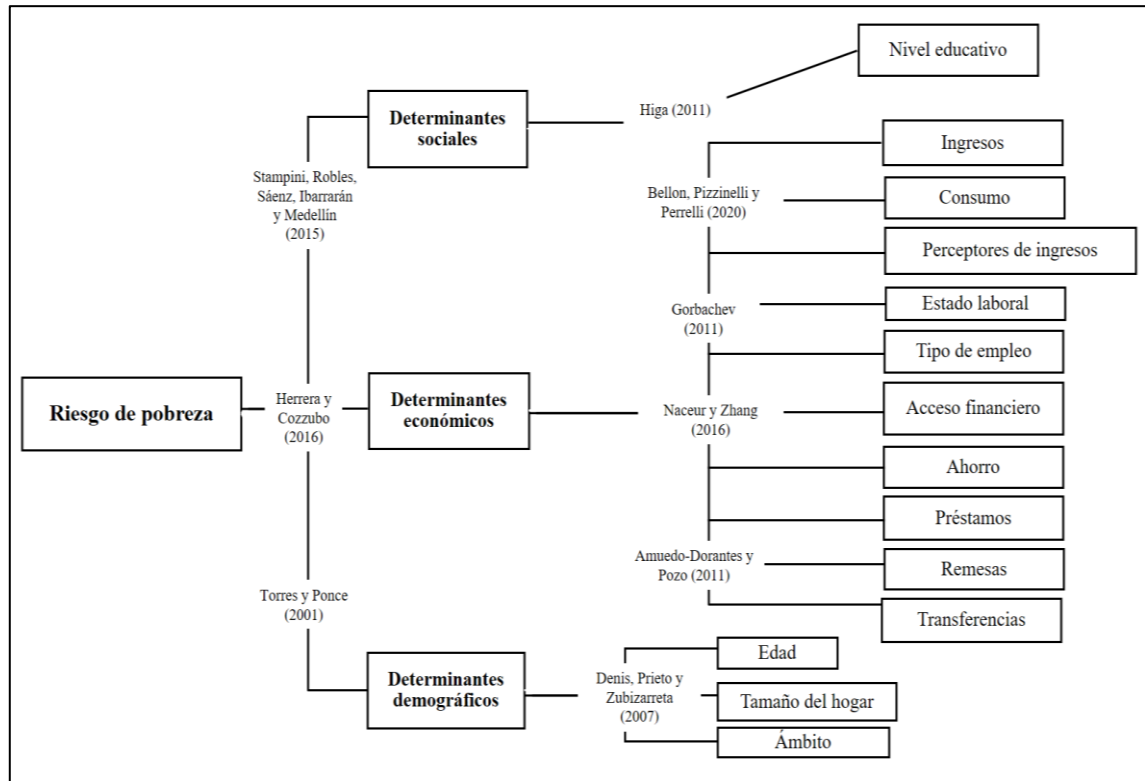 Riesgo de pobreza
Stampini, Robles,
Sáenz, Ibarrarán
y Medellín
(2015)
Herrera y
Cozzubo
(2016)
Torres y Ponce
(2001)
Determinantes
sociales
Higa (2011)
Nivel educativo
Determinantes
económicos
Bellon, Pizzinelli y
Perrelli (2020)
Gorbachev
(2011)
Naceur y Zhang
(2016)
Amuedo-Dorantes y
Pozo (2011)
Ingresos
Consumo
Perceptores de ingresos
Estado laboral
Tipo de empleo
Acceso financiero
Ahorro
Préstamos
Remesas
Transferencias
Determinantes
demográficos
Denis, Prieto y
Zubizarreta
(2007)
Edad
Tamaño del hogar
Ámbito